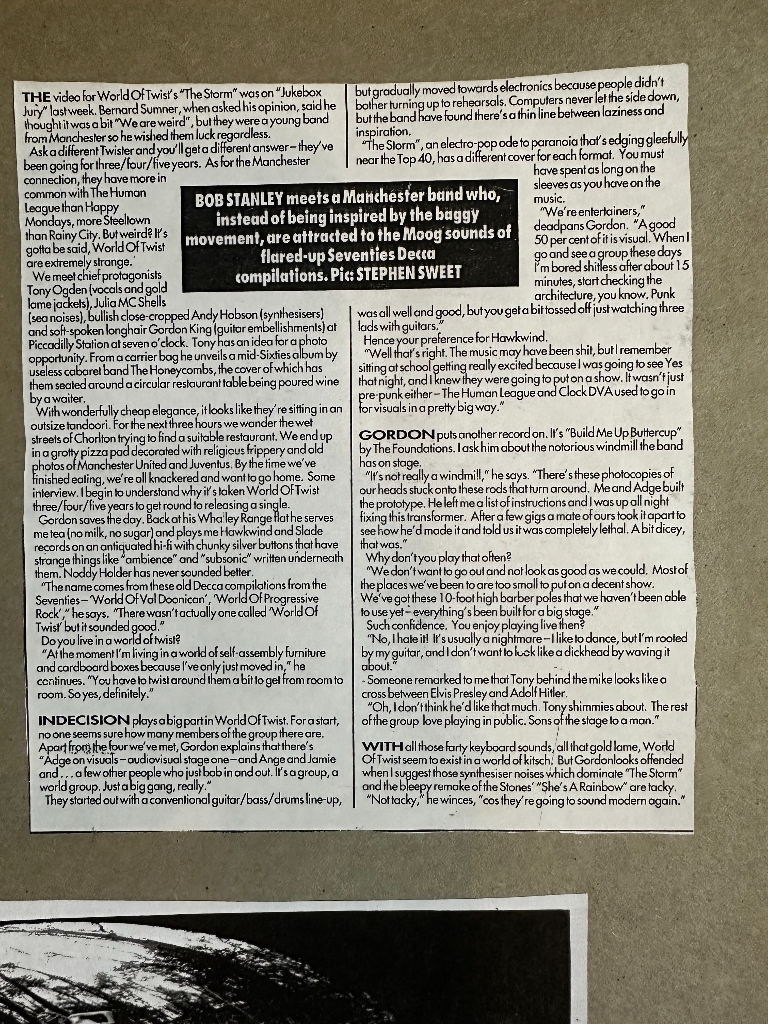 THE video for World Of Twist's "The Storm" was on "Jukebox
Jury" last week. Bernard Sumner, when asked his opinion, said he
thought it was a bit "We are weird", but they were a young band
from Manchester so he wished them luck regardless.
Ask a different Twister and you'll get a different answer – they've
been going for three/four/five years. As for the Manchester
connection, they have more in
common with The Human
League than Happy
Mondays, more Steeltown
than Rainy City. But weird? It's
gotta be said, World Of Twist
are extremely strange.
We meet chief protagonists
Tony Ogden (vocals and gold
lame jackets), Julia MC Shells
(sea noises), bullish close-cropped Andy Hobson (synthesisers)
and soft-spoken longhair Gordon King (guitar embellishments) at
Piccadilly Station at seven o'clock. Tony has an idea for a photo
opportunity. From a carrier bag he unveils a mid-Sixties album by
useless cabaret band The Honeycombs, the cover of which has
them seated around a circular restaurant table being poured wine
by a waiter.
With wonderfully cheap elegance, it looks like they're sitting in an
outsize tandoori. For the next three hours we wander the wet
streets of Chorlton trying to find a suitable restaurant. We end up
in a grotty pizza pad decorated with religious frippery and old
photos of Manchester United and Juventus. By the time we've
finished eating, we're all knackered and want to go home. Some
interview. I begin to understand why it's taken World Of Twist
three/four/five years to get round to releasing a single.
Gordon saves the day. Back at his Whalley Range flat he serves
me tea (no milk, no sugar) and plays me Hawkwind and Slade
records on an antiquated hi-fi with chunky silver buttons that have
strange things like "ambience" and "subsonic" written underneath
them. Noddy Holder has never sounded better.
"The name comes from these old Decca compilations from the
Seventies – 'World Of Val Doonican', 'World Of Progressive
Rock'," he says. "There wasn't actually one called 'World Of
Twist' but it sounded good."
Do you live in a world of twist?
"At the moment I'm living in a world of self-assembly furniture
and cardboard boxes because I've only just moved in," he
continues. "You have to twist around them a bit to get from room to
room. So yes, definitely."
INDECISION plays a big part in World Of Twist. For a start,
no one seems sure how many members of the group there are.
Apart from the four we've met, Gordon explains that there's
"Adge on visuals – audiovisual stage one – and Ange and Jamie
and . . . a few other people who just bob in and out. It's a group, a
world group. Just a big gang, really."
They started out with a conventional guitar/bass/drums line-up,
BOB STANLEY meets a Manchester band who,
instead of being inspired by the baggy
movement, are attracted to the Moog sounds of
flared-up Seventies Decca
compilations. Pic: STEPHEN SWEET
but gradually moved towards electronics because people didn't
bother turning up to rehearsals. Computers never let the side down,
but the band have found there's a thin line between laziness and
inspiration.
"The Storm", an electro-pop ode to paranoia that's edging gleefully
near the Top 40, has a different cover for each format. You must
have spent as long on the
sleeves as you have on the
music.
"We're entertainers,"
deadpans Gordon. "A good
50 per cent of it is visual. When I
go and see a group these days
I'm bored shitless after about 15
minutes, start checking the
architecture, you know. Punk
was all well and good, but you get a bit tossed off just watching three
lads with guitars."
Hence your preference for Hawkwind.
"Well that's right. The music may have been shit, but I remember
sitting at school getting really excited because I was going to see Yes
that night, and I knew they were going to put on a show. It wasn't just
pre-punk either – The Human League and Clock DVA used to go in
for visuals in a pretty big way."
GORDON puts another record on. It's "Build Me Up Buttercup"
by The Foundations. I ask him about the notorious windmill the band
has on stage.
"It's not really a windmill," he says. "There's these photocopies of
our heads stuck onto these rods that turn around. Me and Adge built
the prototype. He left me a list of instructions and I was up all night
fixing this transformer. After a few gigs a mate of ours took it apart to
see how he'd made it and told us it was completely lethal. A bit dicey,
that was."
Why don't you play that often?
"We don't want to go out and not look as good as we could. Most of
the places we've been to are too small to put on a decent show.
We've got these 10-foot high barber poles that we haven't been able
to use yet – everything's been built for a big stage."
Such confidence. You enjoy playing live then?
"No, I hate it! It's usually a nightmare – I like to dance, but I'm rooted
by my guitar, and I don't want to look like a dickhead by waving it
about."
Someone remarked to me that Tony behind the mike looks like a
cross between Elvis Presley and Adolf Hitler.
"Oh, I don't think he'd like that much. Tony shimmies about. The rest
of the group love playing in public. Sons of the stage to a man."
WITH all those farty keyboard sounds, all that gold lame, World
Of Twist seem to exist in a world of kitsch. But Gordon looks offended
when I suggest those synthesiser noises which dominate "The Storm"
and the bleepy remake of the Stones' "She's A Rainbow" are tacky.
"Not tacky," he winces, "cos they're going to sound modern again."